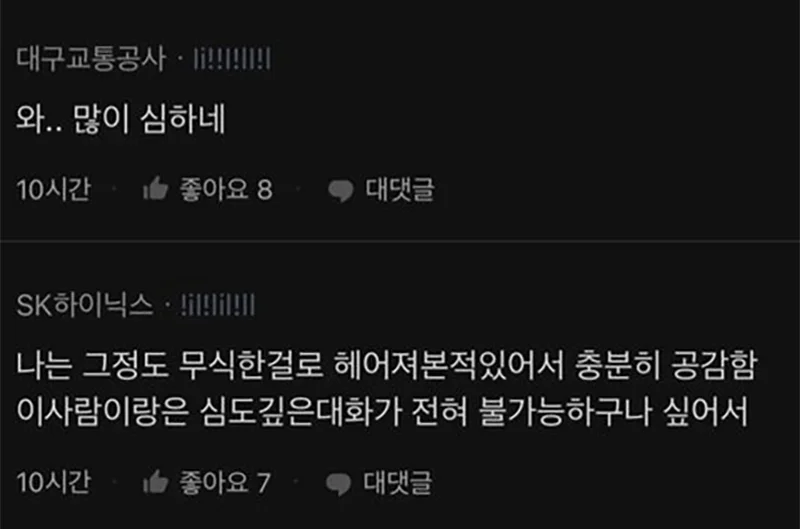 대구교통공사 · li!!!l!!l!
와.. 많이 심하네
10시간 · 좋아요 8 · 대댓글
SK하이닉스 · !il!!il!ll
나는 그정도 무식한걸로 헤어져본적있어서 충분히 공감함
이사람이랑은 심도깊은대화가 전혀 불가능하구나 싶어서
10시간 · 좋아요 7 · 대댓글